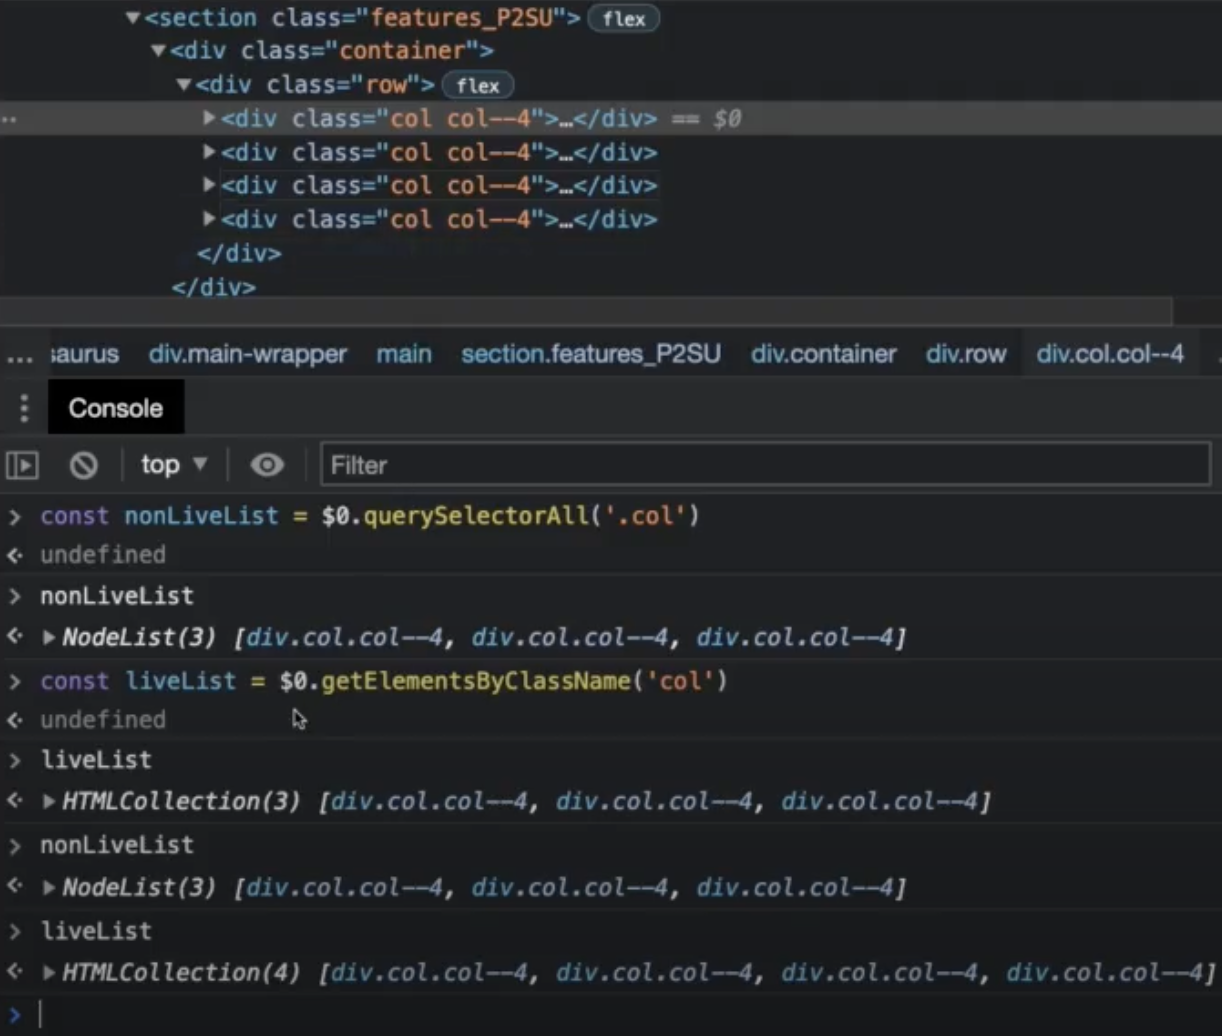 ▼<section class="features_P2SU"> flex
▼<div class="container">
▼<div class="row"> flex
▶<div class="col col--4">…</div> == $0
▶<div class="col col--4">…</div>
▶<div class="col col--4">…</div>
▶<div class="col col--4">…</div>
</div>
</div>
... saurus div.main-wrapper main section.features_P2SU div.container div.row div.col.col--4
Console
top ▼ Filter
> const nonLiveList = $0.querySelectorAll('.col')
<· undefined
> nonLiveList
<· ▶NodeList(3) [div.col.col--4, div.col.col--4, div.col.col--4]
> const liveList = $0.getElementsByClassName('col')
<· undefined
> liveList
<· ▶HTMLCollection(3) [div.col.col--4, div.col.col--4, div.col.col--4]
> nonLiveList
<· ▶NodeList(3) [div.col.col--4, div.col.col--4, div.col.col--4]
> liveList
<· ▶HTMLCollection(4) [div.col.col--4, div.col.col--4, div.col.col--4, div.col.col--4]
>